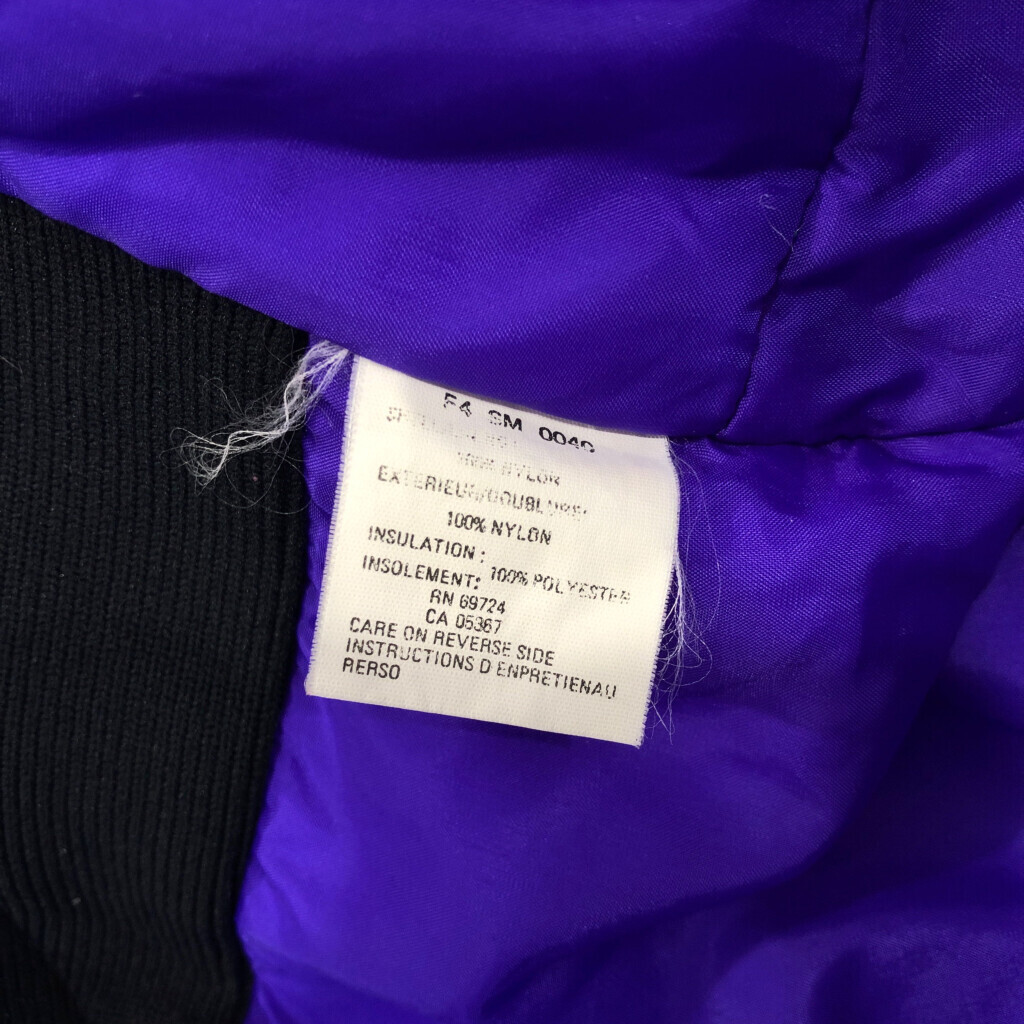 F4 SM 0040
100% NYLON
EXTERIEUR/DOUBLURE:
100% NYLON
INSULATION:
INSOLEMENT: 100% POLYESTER
RN 69724
CA 05367
CARE ON REVERSE SIDE
INSTRUCTIONS D ENPRETIENAU
RERSO